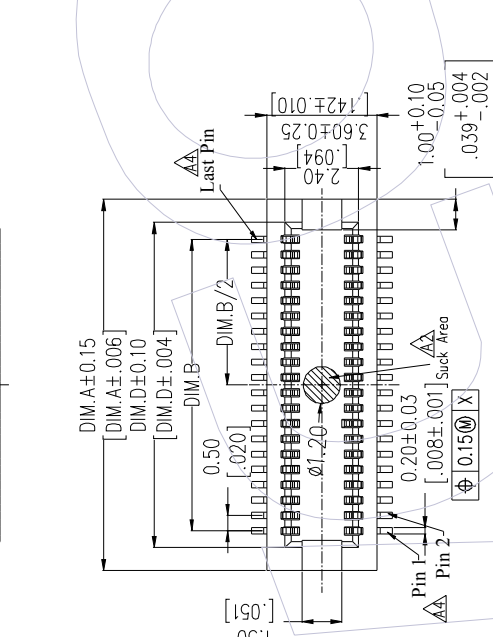 [.142±.010]
3.60±0.25
[.094]
2.40
1.00 +0.10 -0.05
.039 +.004 -.002
A4
Last Pin
DIM.A±0.15
[DIM.A±.006]
DIM.D±0.10
[DIM.D±.004]
DIM.B
DIM.B/2
0.50
[.020]
ø1.20
A2
Suck Area
0.20±0.03
[.008±.001]
⌖ 0.15Ⓜ X
Pin 1
Pin 2
A4
[.051]